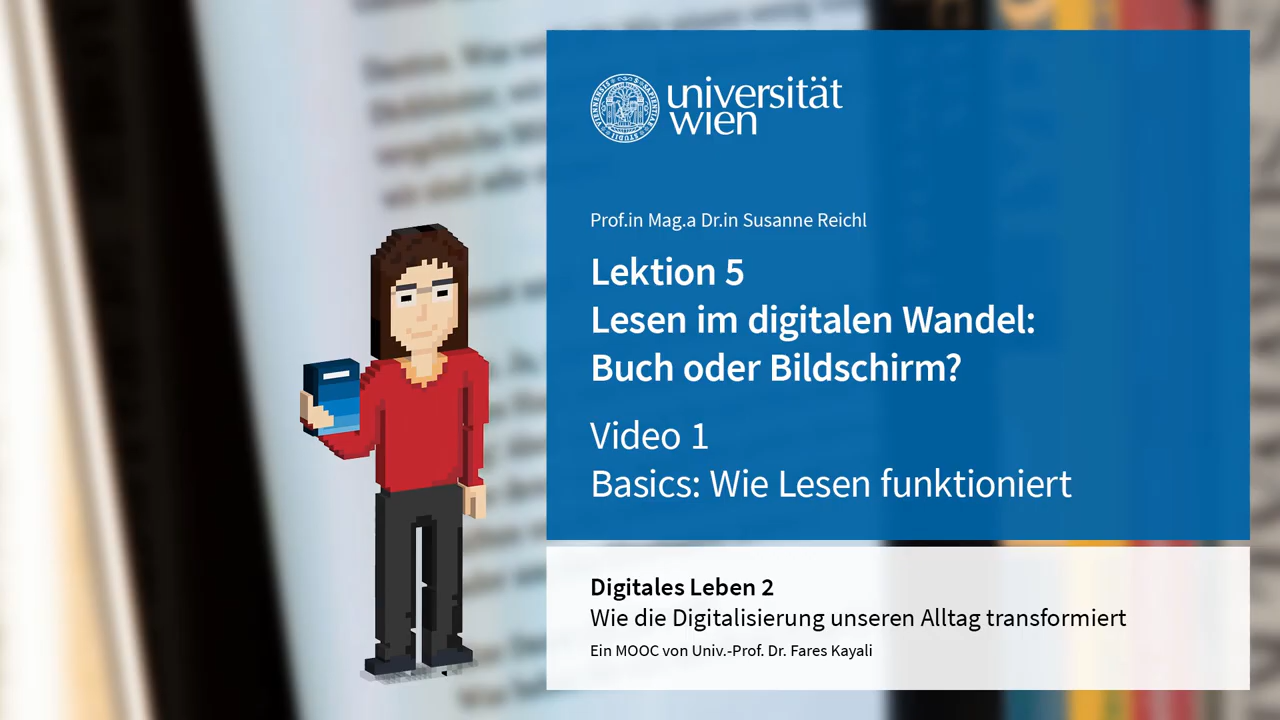 universität
wien
Prof.in Mag.a Dr.in Susanne Reichl
Lektion 5
Lesen im digitalen Wandel:
Buch oder Bildschirm?
Video 1
Basics: Wie Lesen funktioniert
Digitales Leben 2
Wie die Digitalisierung unseren Alltag transformiert
Ein MOOC von Univ.-Prof. Dr. Fares Kayali